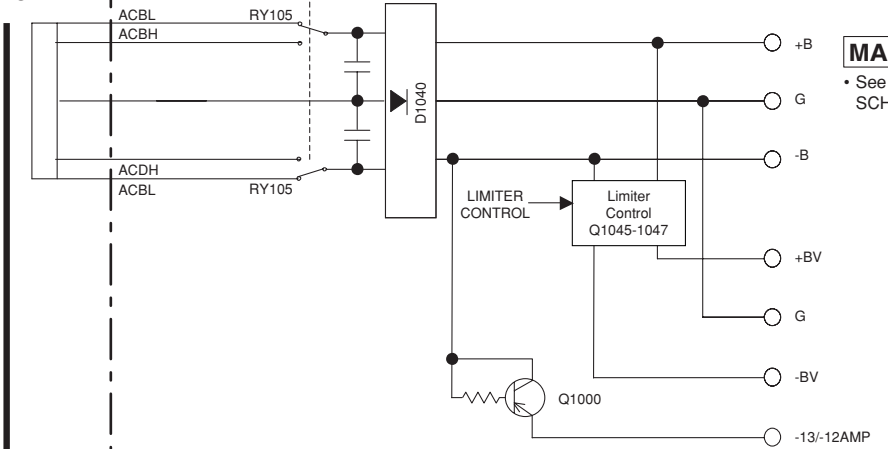 ACBL
RY105
ACBH
ACDH
ACBL
RY105
D1040
+B
G
-B
LIMITER
CONTROL
Limiter
Control
Q1045-1047
+BV
G
-BV
Q1000
-13/-12AMP
MA
• See
SCH